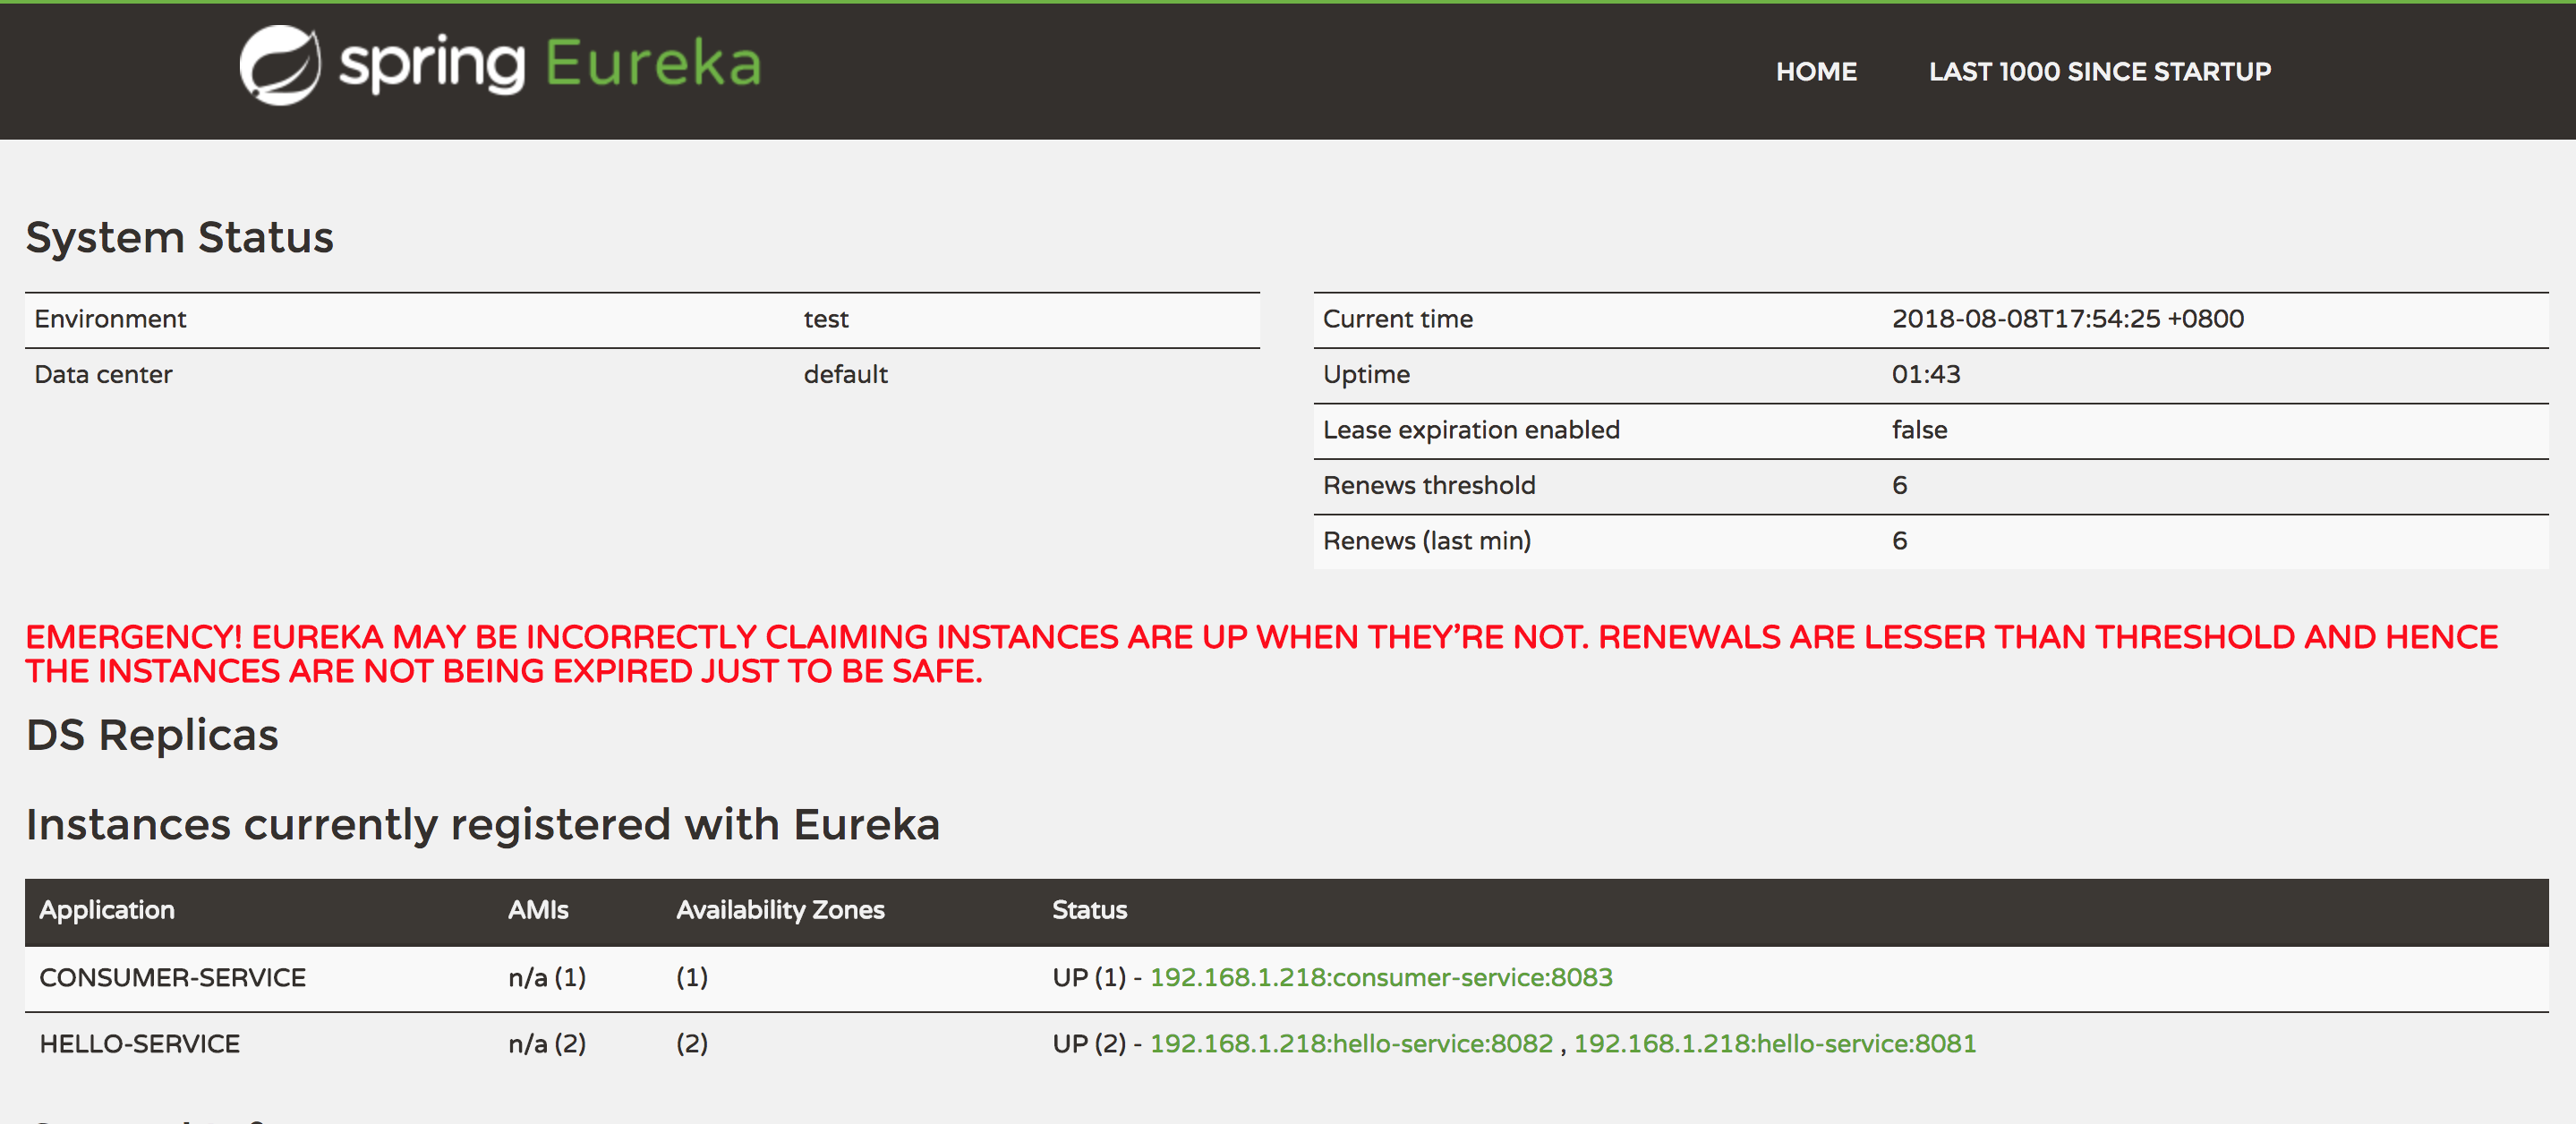 spring Eureka
HOME LAST 1000 SINCE STARTUP
System Status
Environment test
Data center default
Current time 2018-08-08T17:54:25 +0800
Uptime 01:43
Lease expiration enabled false
Renews threshold 6
Renews (last min) 6
EMERGENCY! EUREKA MAY BE INCORRECTLY CLAIMING INSTANCES ARE UP WHEN THEY'RE NOT. RENEWALS ARE LESSER THAN THRESHOLD AND HENCE
THE INSTANCES ARE NOT BEING EXPIRED JUST TO BE SAFE.
DS Replicas
Instances currently registered with Eureka
Application AMIs Availability Zones Status
CONSUMER-SERVICE n/a (1) (1) UP (1) - 192.168.1.218:consumer-service:8083
HELLO-SERVICE n/a (2) (2) UP (2) - 192.168.1.218:hello-service:8082 , 192.168.1.218:hello-service:8081